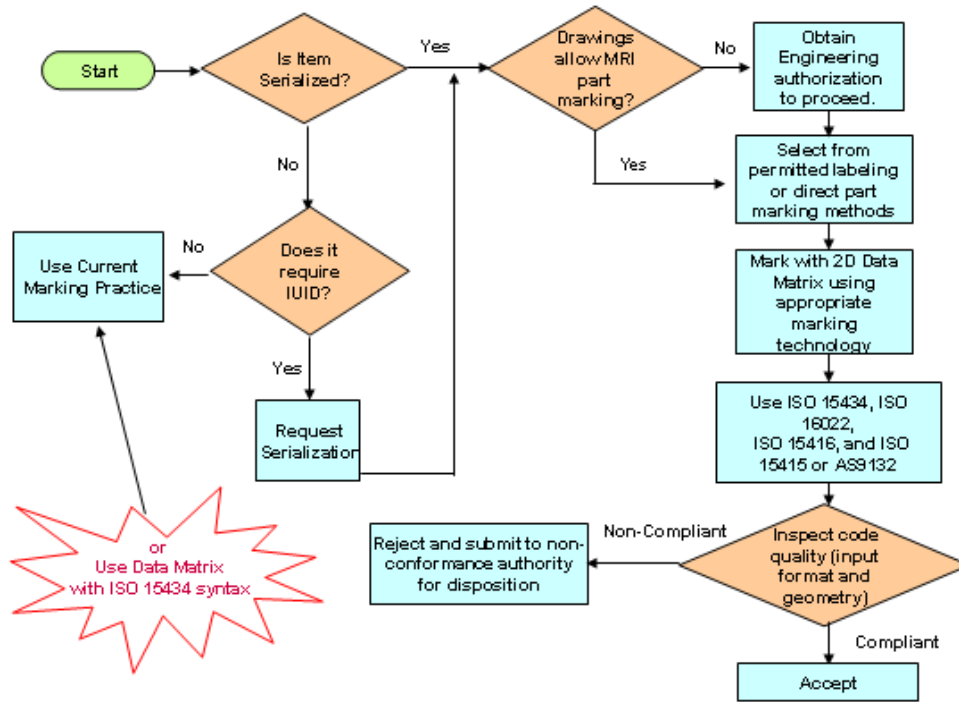 Start
Is Item
Serialized?
Yes
Drawings
allow MRI
part
marking?
No
Obtain
Engineering
authorization
to proceed.
No
Yes
Select from
permitted labeling
or direct part
marking methods
Use Current
Marking Practice
No
Does it
require
IUID?
Mark with 2D Data
Matrix using
appropriate
marking
technology
Yes
Request
Serialization
Use ISO 15434, ISO
16022,
ISO 15416, and ISO
15415 or AS9132
or
Use Data Matrix
with ISO 15434 syntax
Reject and submit to non-
conformance authority
for disposition
Non-Compliant
Inspect code
quality (input
format and
geometry)
Compliant
Accept